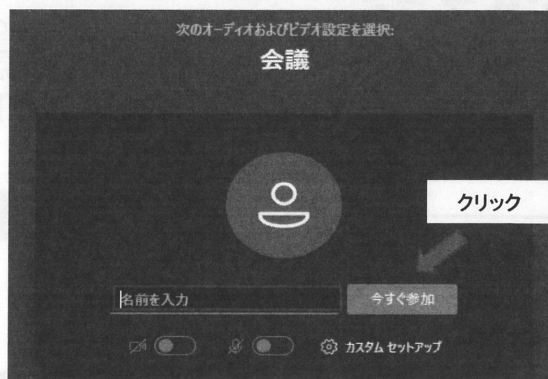 次のオーディオおよびビデオ設定を選択:
会議
クリック
名前を入力
今すぐ参加
カスタム セットアップ